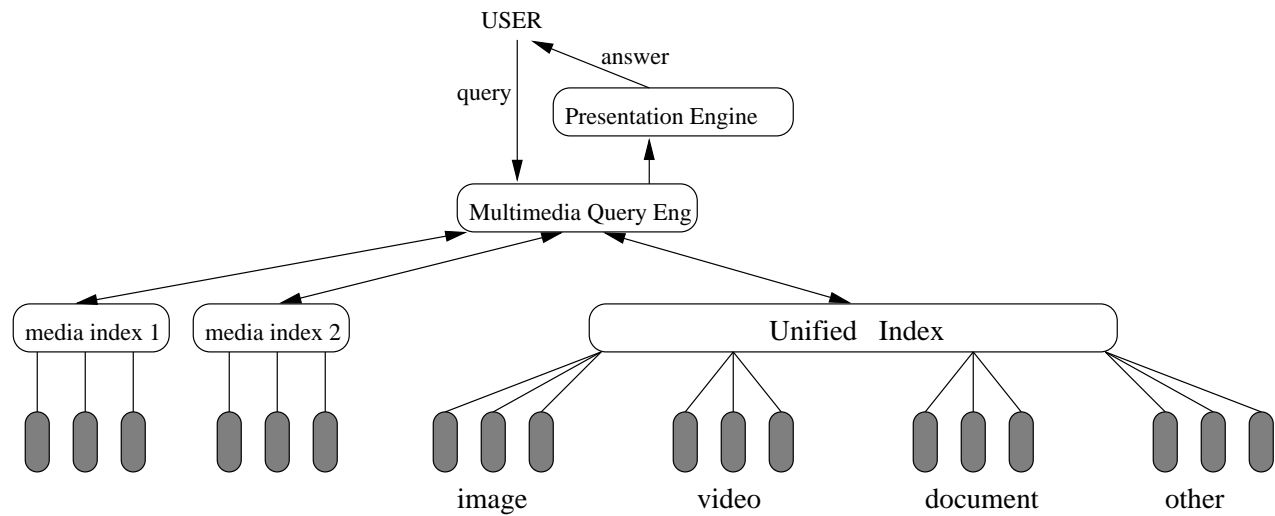 USER
answer
query
Presentation Engine
Multimedia Query Eng
media index 1
media index 2
Unified Index
image
video
document
other